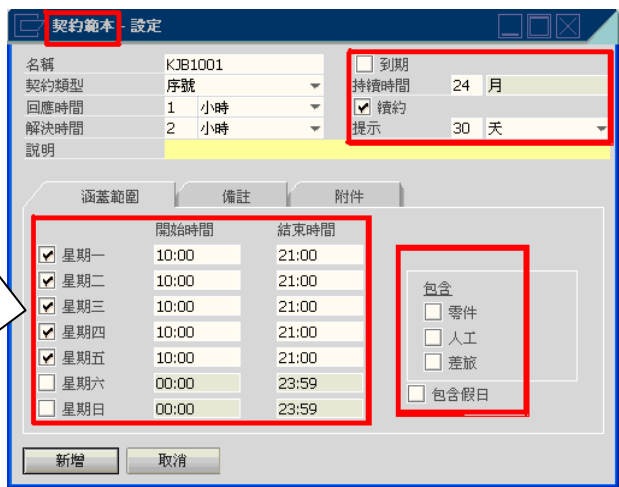 契約範本 - 設定
名稱 KJB1001 到期
契約類型 序號 持續時間 24 月
回應時間 1 小時 續約
解決時間 2 小時 提示 30 天
說明
涵蓋範圍 備註 附件
開始時間 結束時間
星期一 10:00 21:00
星期二 10:00 21:00
包含
星期三 10:00 21:00
零件
星期四 10:00 21:00
人工
星期五 10:00 21:00
差旅
星期六 00:00 23:59
包含假日
星期日 00:00 23:59
新增 取消